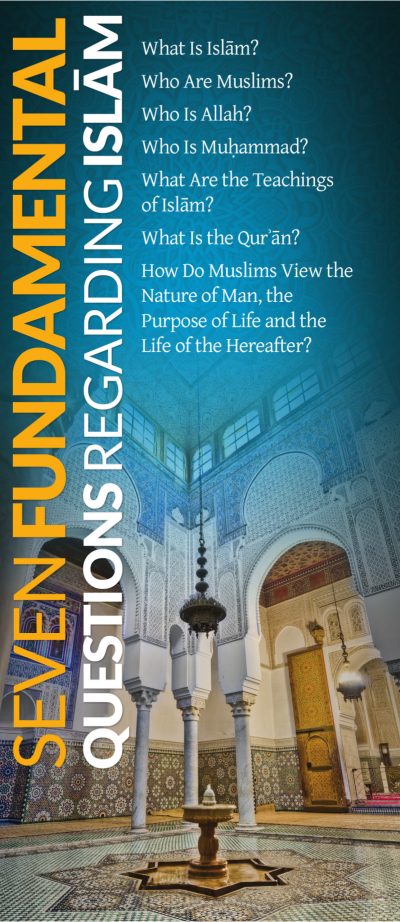 SEVEN FUNDAMENTAL
QUESTIONS REGARDING ISLĀM
What Is Islām?
Who Are Muslims?
Who Is Allah?
Who Is Muḥammad?
What Are the Teachings
of Islām?
What Is the Qurʾān?
How Do Muslims View the
Nature of Man, the
Purpose of Life and the
Life of the Hereafter?